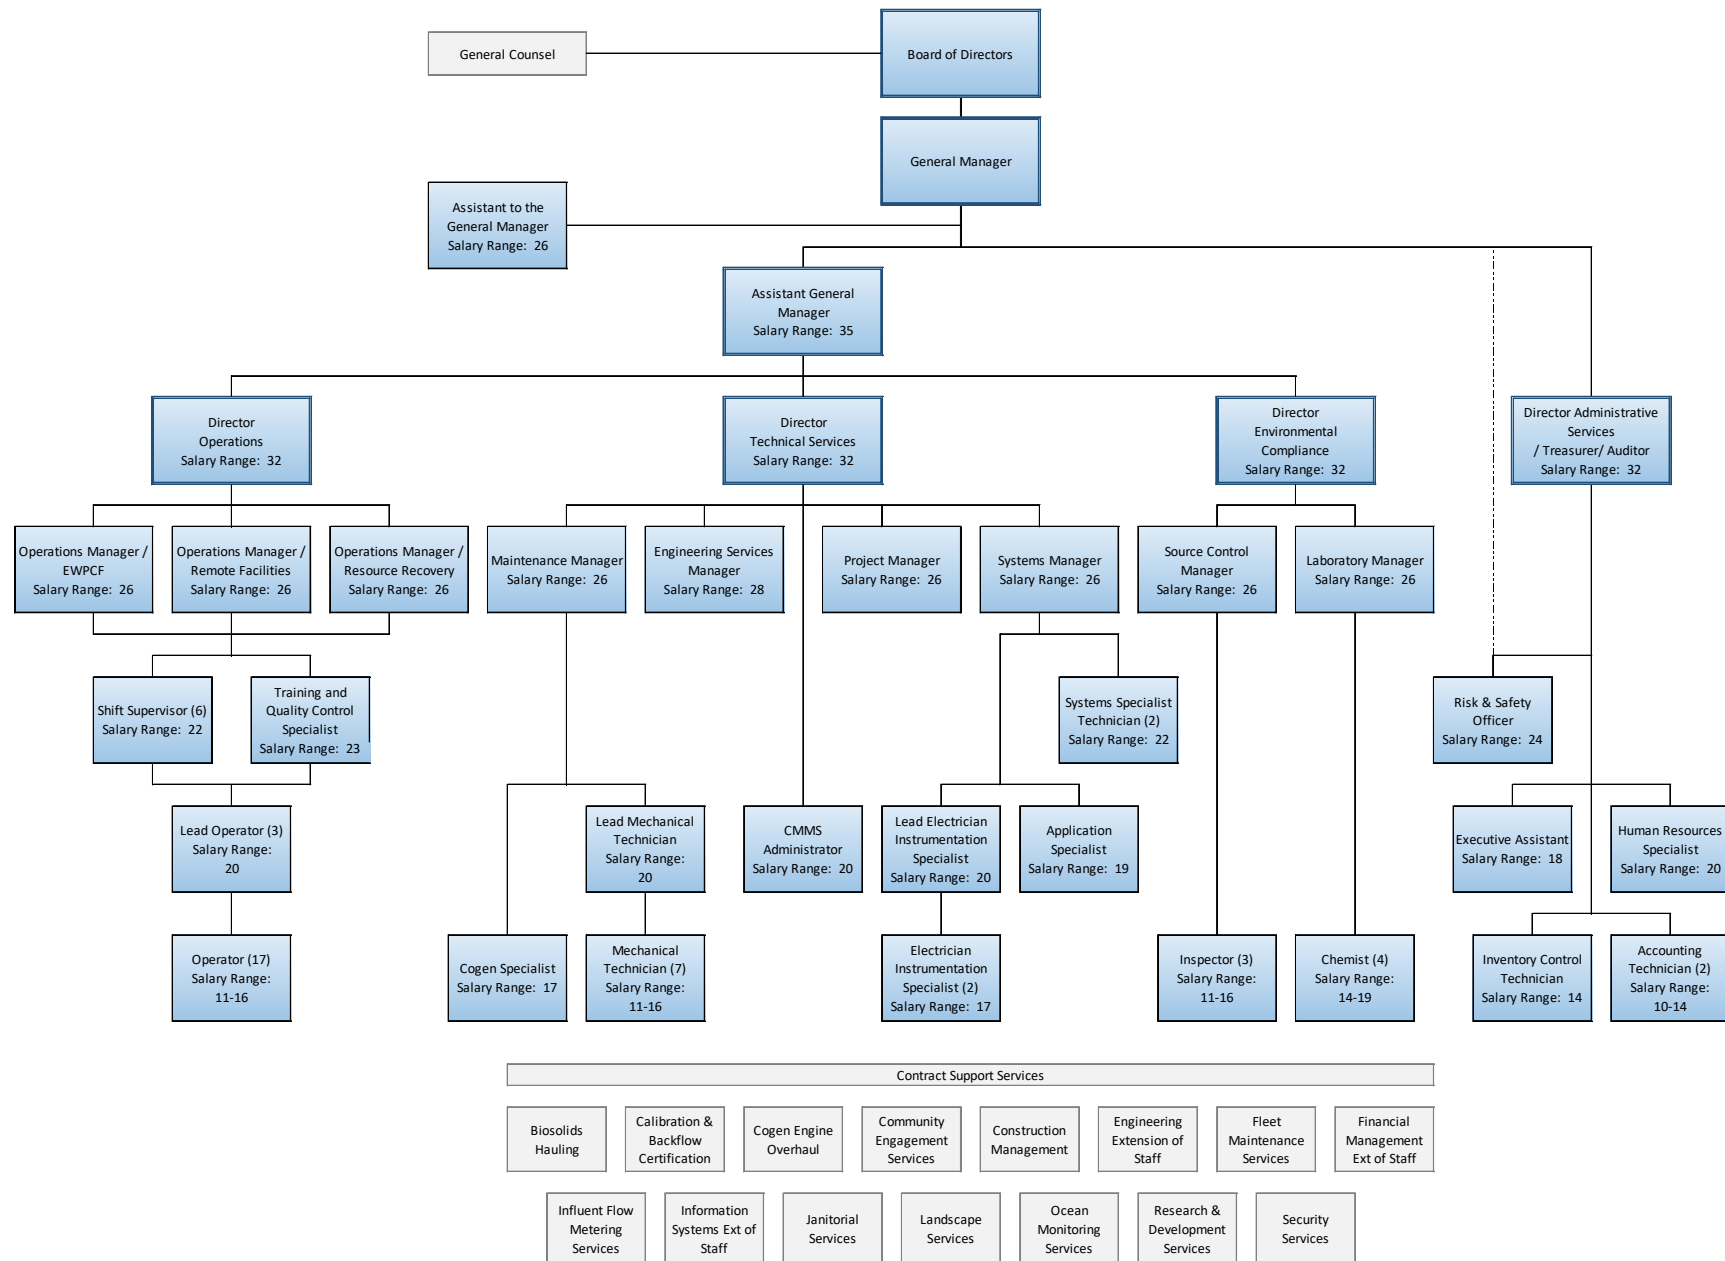 General Counsel
Board of Directors
General Manager
Assistant to the
General Manager
Salary Range:  26
Assistant General
Manager
Salary Range:  35
Director
Operations
Salary Range:  32
Director
Technical Services
Salary Range:  32
Director
Environmental
Compliance
Salary Range:  32
Director Administrative
Services
/ Treasurer/ Auditor
Salary Range:  32
Operations Manager /
EWPCF
Salary Range:  26
Operations Manager /
Remote Facilities
Salary Range:  26
Operations Manager /
Resource Recovery
Salary Range:  26
Maintenance Manager
Salary Range:  26
Engineering Services
Manager
Salary Range:  28
Project Manager
Salary Range:  26
Systems Manager
Salary Range:  26
Source Control
Manager
Salary Range:  26
Laboratory Manager
Salary Range:  26
Shift Supervisor (6)
Salary Range:  22
Training and
Quality Control
Specialist
Salary Range:  23
Systems Specialist
Technician (2)
Salary Range:  22
Risk & Safety
Officer
Salary Range:  24
Lead Operator (3)
Salary Range:
20
Lead Mechanical
Technician
Salary Range:
20
CMMS
Administrator
Salary Range:  20
Lead Electrician
Instrumentation
Specialist
Salary Range:  20
Application
Specialist
Salary Range:  19
Executive Assistant
Salary Range:  18
Human Resources
Specialist
Salary Range:  20
Operator (17)
Salary Range:
11-16
Cogen Specialist
Salary Range:  17
Mechanical
Technician (7)
Salary Range:
11-16
Electrician
Instrumentation
Specialist (2)
Salary Range:  17
Inspector (3)
Salary Range:
11-16
Chemist (4)
Salary Range:
14-19
Inventory Control
Technician
Salary Range:  14
Accounting
Technician (2)
Salary Range:
10-14
Contract Support Services
Biosolids
Hauling
Calibration &
Backflow
Certification
Cogen Engine
Overhaul
Community
Engagement
Services
Construction
Management
Engineering
Extension of
Staff
Fleet
Maintenance
Services
Financial
Management
Ext of Staff
Influent Flow
Metering
Services
Information
Systems Ext of
Staff
Janitorial
Services
Landscape
Services
Ocean
Monitoring
Services
Research &
Development
Services
Security
Services